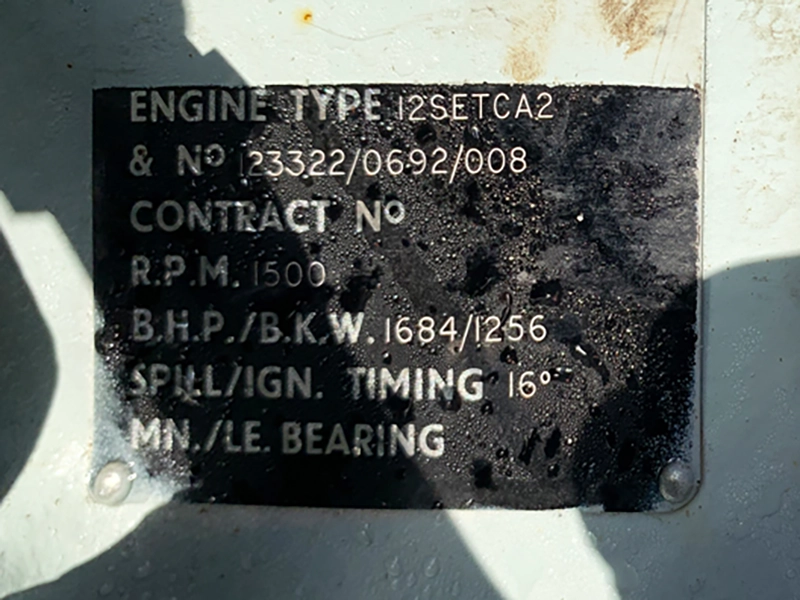 ENGINE TYPE 12SETCA2
& Nº 123322/0692/008
CONTRACT Nº
R.P.M. 1500
B.H.P./B.K.W. 1684/1256
SPILL/IGN. TIMING 16°
MN./LE. BEARING